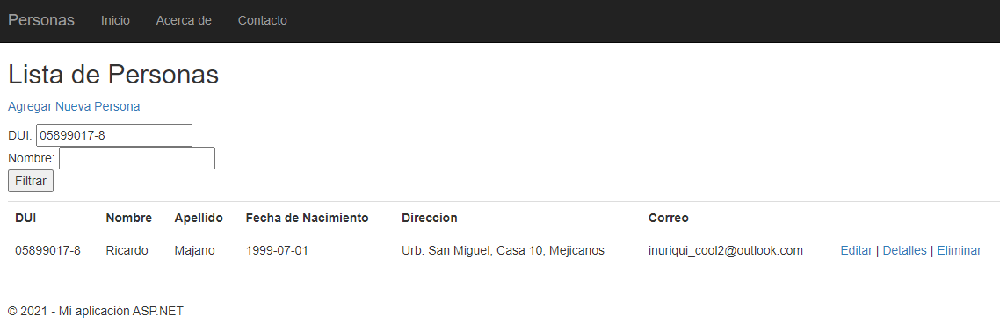 Personas Inicio Acerca de Contacto
Lista de Personas
Agregar Nueva Persona
DUI: 05899017-8
Nombre:
Filtrar
DUI Nombre Apellido Fecha de Nacimiento Direccion Correo
05899017-8 Ricardo Majano 1999-07-01 Urb. San Miguel, Casa 10, Mejicanos inuriqui_cool2@outlook.com Editar | Detalles | Eliminar
© 2021 - Mi aplicación ASP.NET